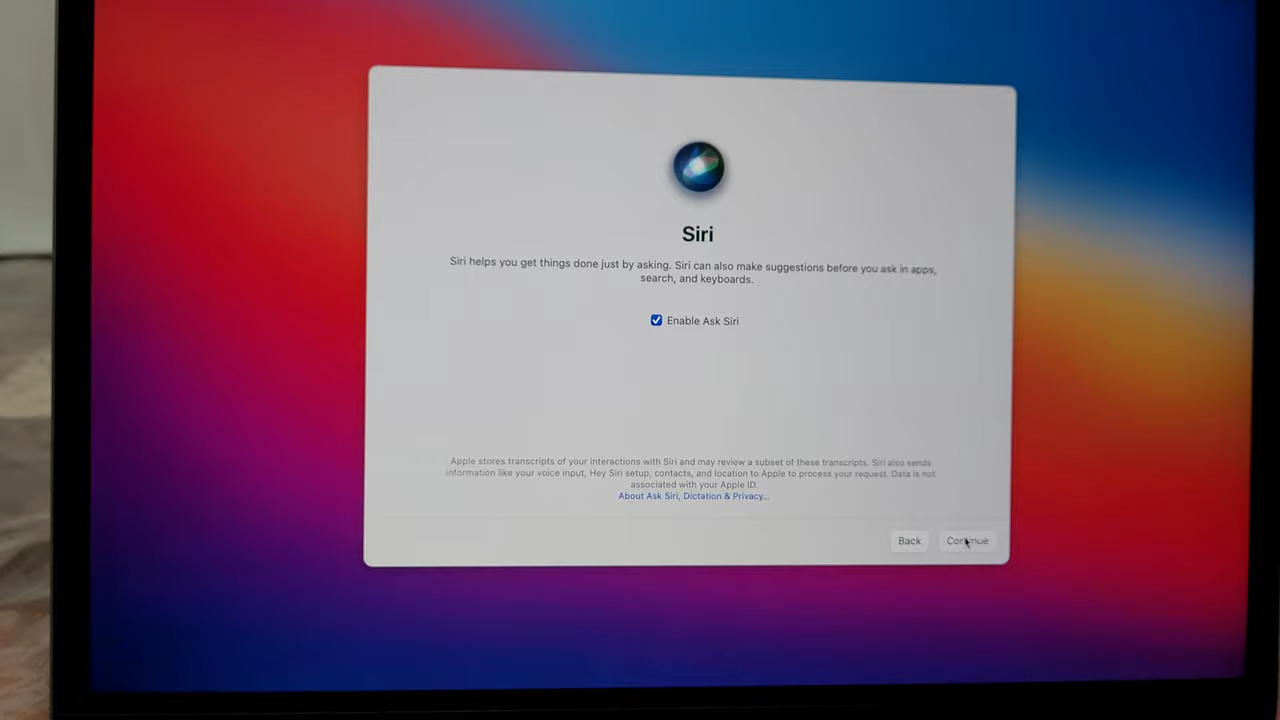 Siri
Siri helps you get things done just by asking. Siri can also make suggestions before you ask in apps,
search, and keyboards.
Enable Ask Siri
Apple stores transcripts of your interactions with Siri and may review a subset of these transcripts. Siri also sends
information like your voice input, Hey Siri setup, contacts, and location to Apple to process your request. Data is not
associated with your Apple ID.
About Ask Siri, Dictation & Privacy...
Back
Continue